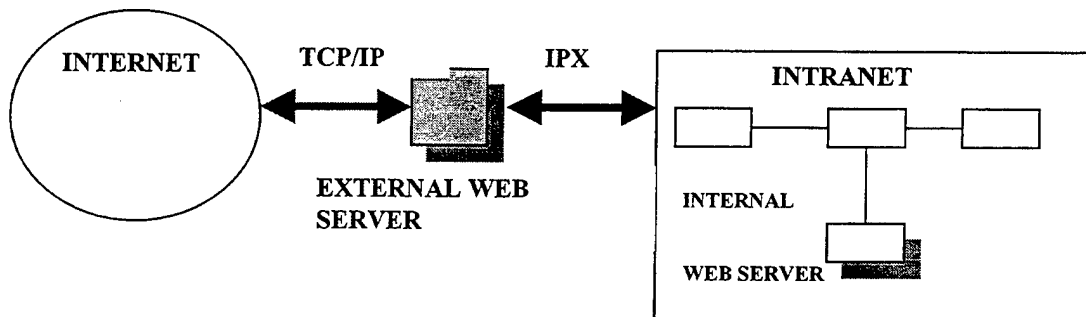 INTERNET
TCP/IP
IPX
INTRANET
EXTERNAL WEB
SERVER
INTERNAL
WEB SERVER